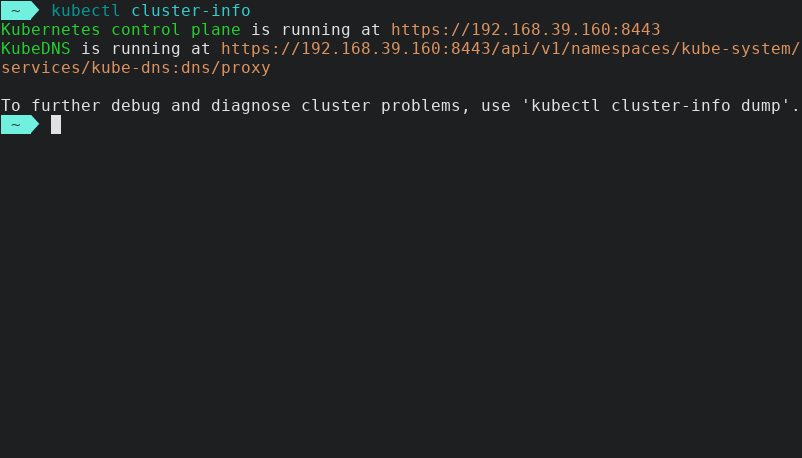 ~ kubectl cluster-info
Kubernetes control plane is running at https://192.168.39.160:8443
KubeDNS is running at https://192.168.39.160:8443/api/v1/namespaces/kube-system/
services/kube-dns:dns/proxy
To further debug and diagnose cluster problems, use 'kubectl cluster-info dump'.
~